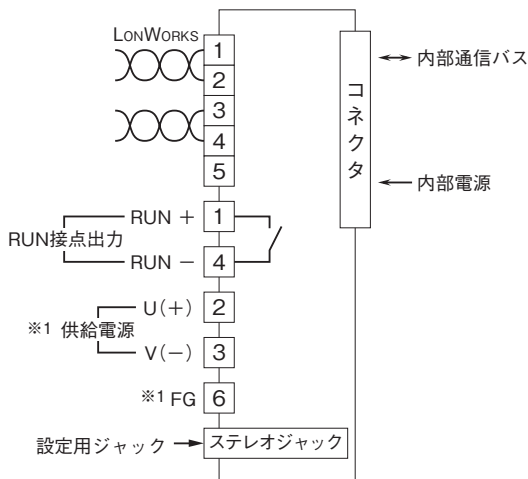 LONWORKS
1
2
3
4
5
コネクタ
内部通信バス
内部電源
RUN接点出力
RUN +
1
RUN −
4
※1 供給電源
U(+)
2
V(−)
3
※1 FG
6
設定用ジャック
ステレオジャック